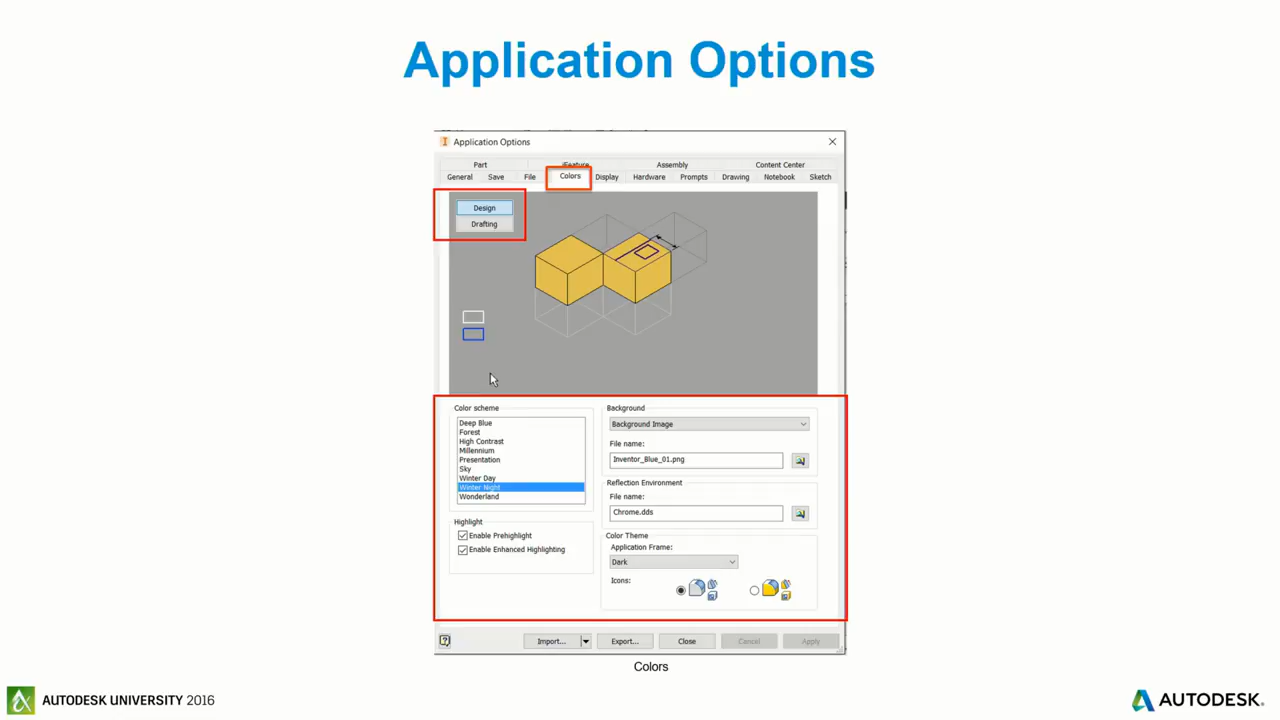 Application Options
Application Options
Part iFeature Assembly Content Center
General Save File Colors Display Hardware Prompts Drawing Notebook Sketch
Design
Drafting
Color scheme
Deep Blue
Forest
High Contrast
Millennium
Presentation
Sky
Winter Day
Winter Night
Wonderland
Highlight
Enable Prehighlight
Enable Enhanced Highlighting
Background
Background Image
File name:
Inventor_Blue_01.png
Reflection Environment
File name:
Chrome.dds
Color Theme
Application Frame:
Dark
Icons:
Import... Export... Close Cancel Apply
Colors
AUTODESK UNIVERSITY 2016
AUTODESK.